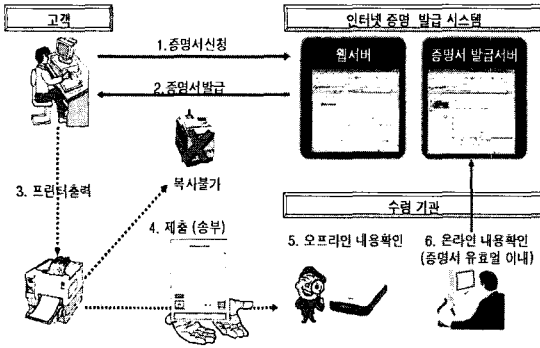 고객
인터넷 증명 발급 시스템
1.증명서신청
웹서버
증명서 발급서버
2.증명서발급
3. 프린터출력
복사불가
수령 기관
4. 제출 (송부)
5. 오프라인 내용확인
6. 온라인 내용확인
(증명서 유효일 이내)